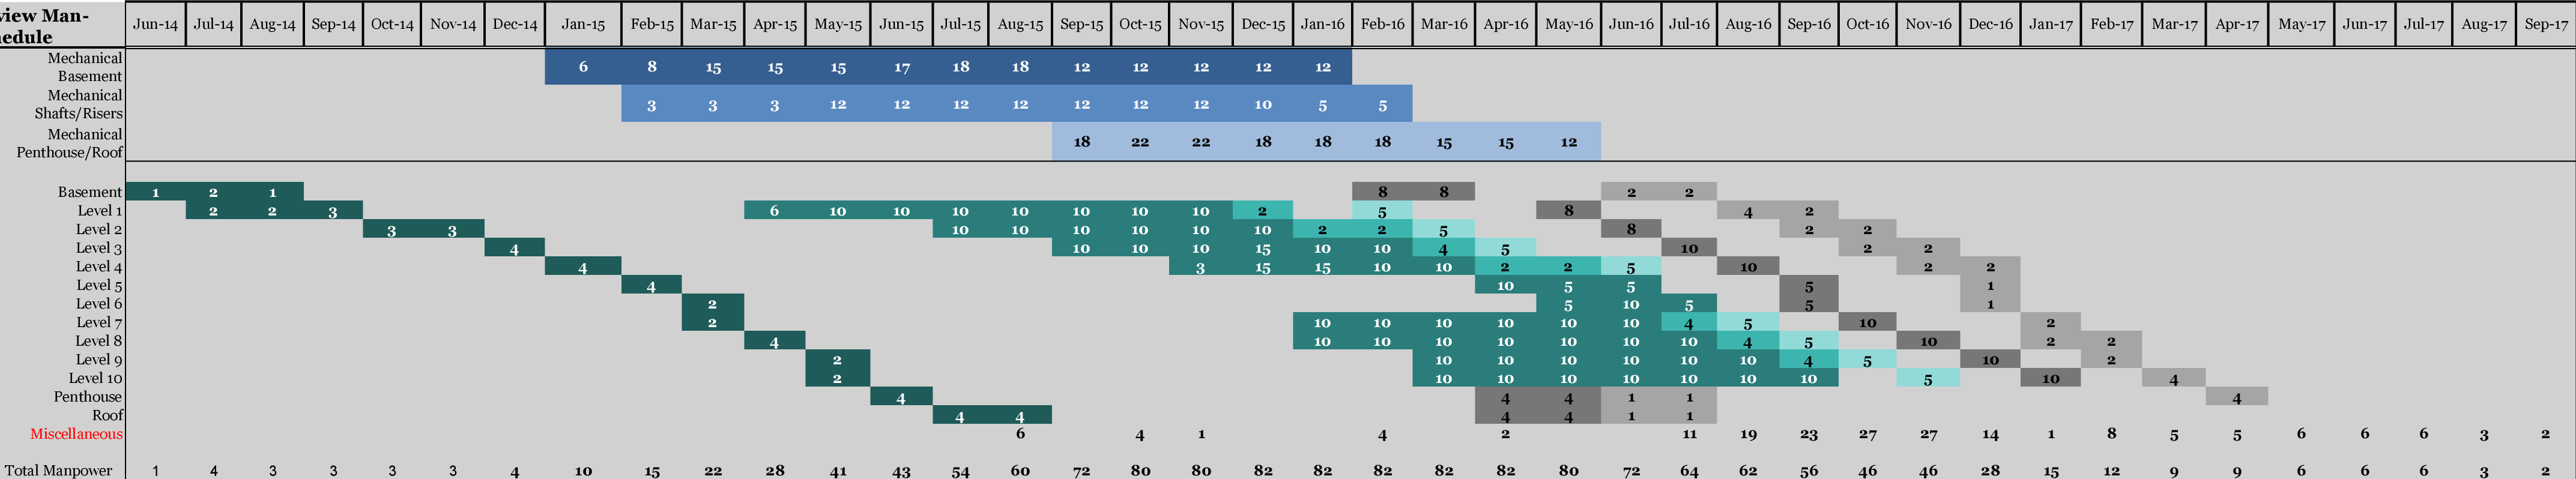 view Man- Jun-14 Jul-14 Aug-14 Sep-14 Oct-14 Nov-14 Dec-14 Jan-15 Feb-15 Mar-15 Apr-15 May-15 Jun-15 Jul-15 Aug-15 Sep-15 Oct-15 Nov-15 Dec-15 Jan-16 Feb-16 Mar-16 Apr-16 May-16 Jun-16 Jul-16 Aug-16 Sep-16 Oct-16 Nov-16 Dec-16 Jan-17 Feb-17 Mar-17 Apr-17 May-17 Jun-17 Jul-17 Aug-17 Sep-17
edule
Mechanical
Basement 6 8 15 15 15 17 18 18 12 12 12 12 12
Mechanical
Shafts/Risers 3 3 3 12 12 12 12 12 12 12 10 5 5
Mechanical
Penthouse/Roof 18 22 22 18 18 18 15 15 12
Basement 1 2 1 8 8 2 2
Level 1 2 2 3 6 10 10 10 10 10 10 10 2 5 8 4 2
Level 2 3 3 10 10 10 10 10 10 2 2 5 8 2 2
Level 3 4 10 10 10 15 10 10 4 5 10 2 2
Level 4 4 3 15 15 10 10 2 2 5 10 2 2
Level 5 4 10 5 5 5 1
Level 6 2 5 10 5 5 1
Level 7 2 10 10 10 10 10 10 4 5 10 2
Level 8 4 10 10 10 10 10 10 10 4 5 10 2 2
Level 9 2 10 10 10 10 10 10 4 5 10 2
Level 10 2 10 10 10 10 10 10 10 5 10 4
Penthouse 4 4 4 1 1 4
Roof 4 4 4 4 1 1
Miscellaneous 6 4 1 4 2 11 19 23 27 27 14 1 8 5 5 6 6 6 3 2
Total Manpower 1 4 3 3 3 3 4 10 15 22 28 41 43 54 60 72 80 80 82 82 82 82 82 80 72 64 62 56 46 46 28 15 12 9 9 6 6 6 3 2